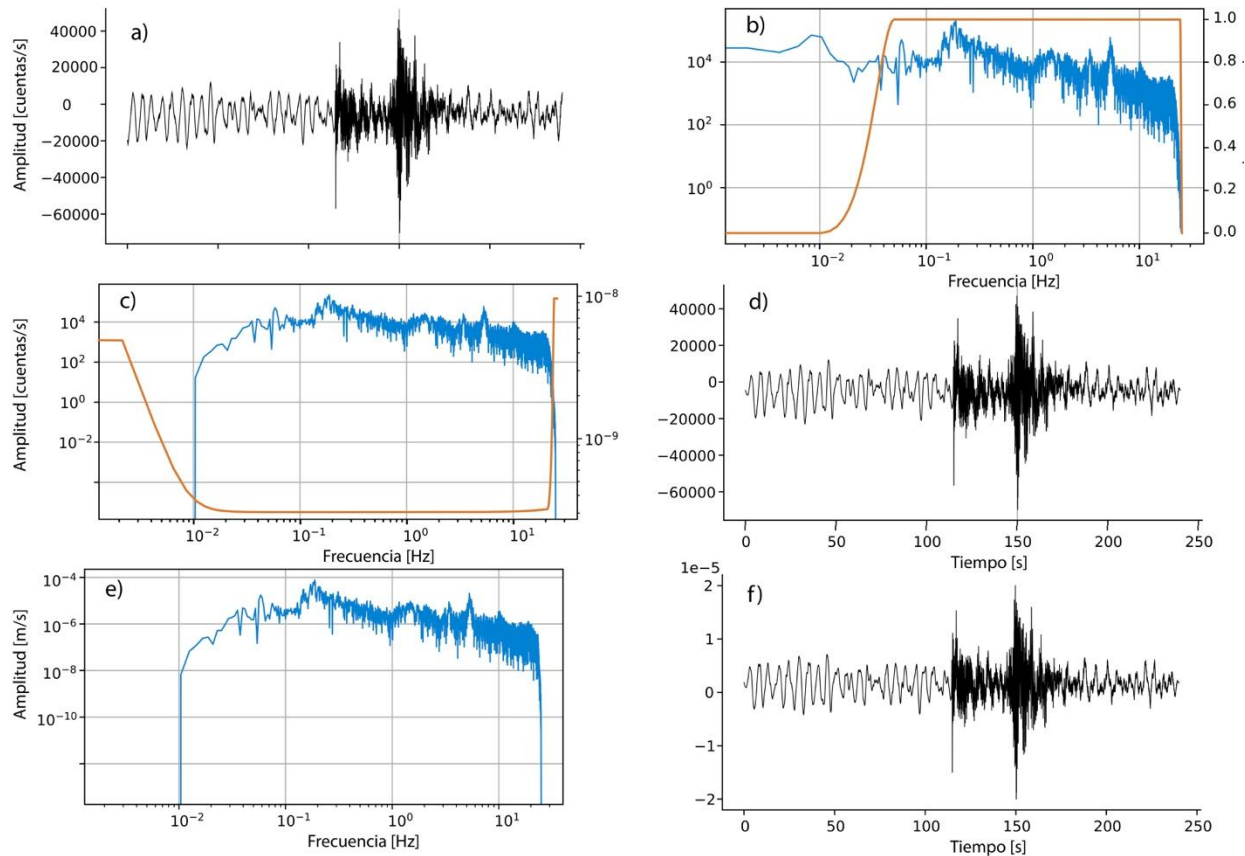 a)
Amplitud [cuentas/s]
40000
20000
0
−20000
−40000
−60000
b)
10⁴
10²
10⁰
1.0
0.8
0.6
0.4
0.2
0.0
10⁻² 10⁻¹ 10⁰ 10¹
Frecuencia [Hz]
c)
Amplitud [cuentas/s]
10⁴
10²
10⁰
10⁻²
10⁻⁸
10⁻⁹
10⁻² 10⁻¹ 10⁰ 10¹
Frecuencia [Hz]
d)
40000
20000
0
−20000
−40000
−60000
0 50 100 150 200 250
Tiempo [s]
e)
Amplitud [m/s]
10⁻⁴
10⁻⁶
10⁻⁸
10⁻¹⁰
10⁻² 10⁻¹ 10⁰ 10¹
Frecuencia [Hz]
1e−5
f)
2
1
0
−1
−2
0 50 100 150 200 250
Tiempo [s]